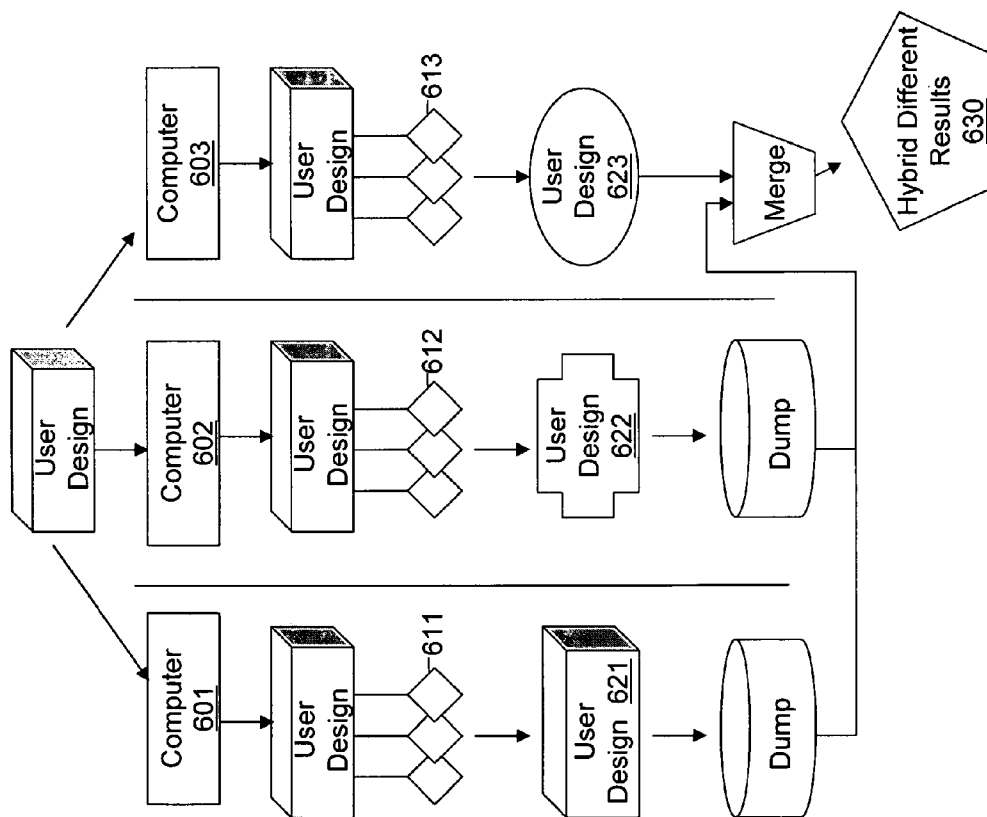 User
Design
Computer
601
Computer
602
Computer
603
User
Design
User
Design
User
Design
611
612
613
User
Design 621
User
Design
622
User
Design
623
Dump
Dump
Merge
Hybrid Different
Results
630